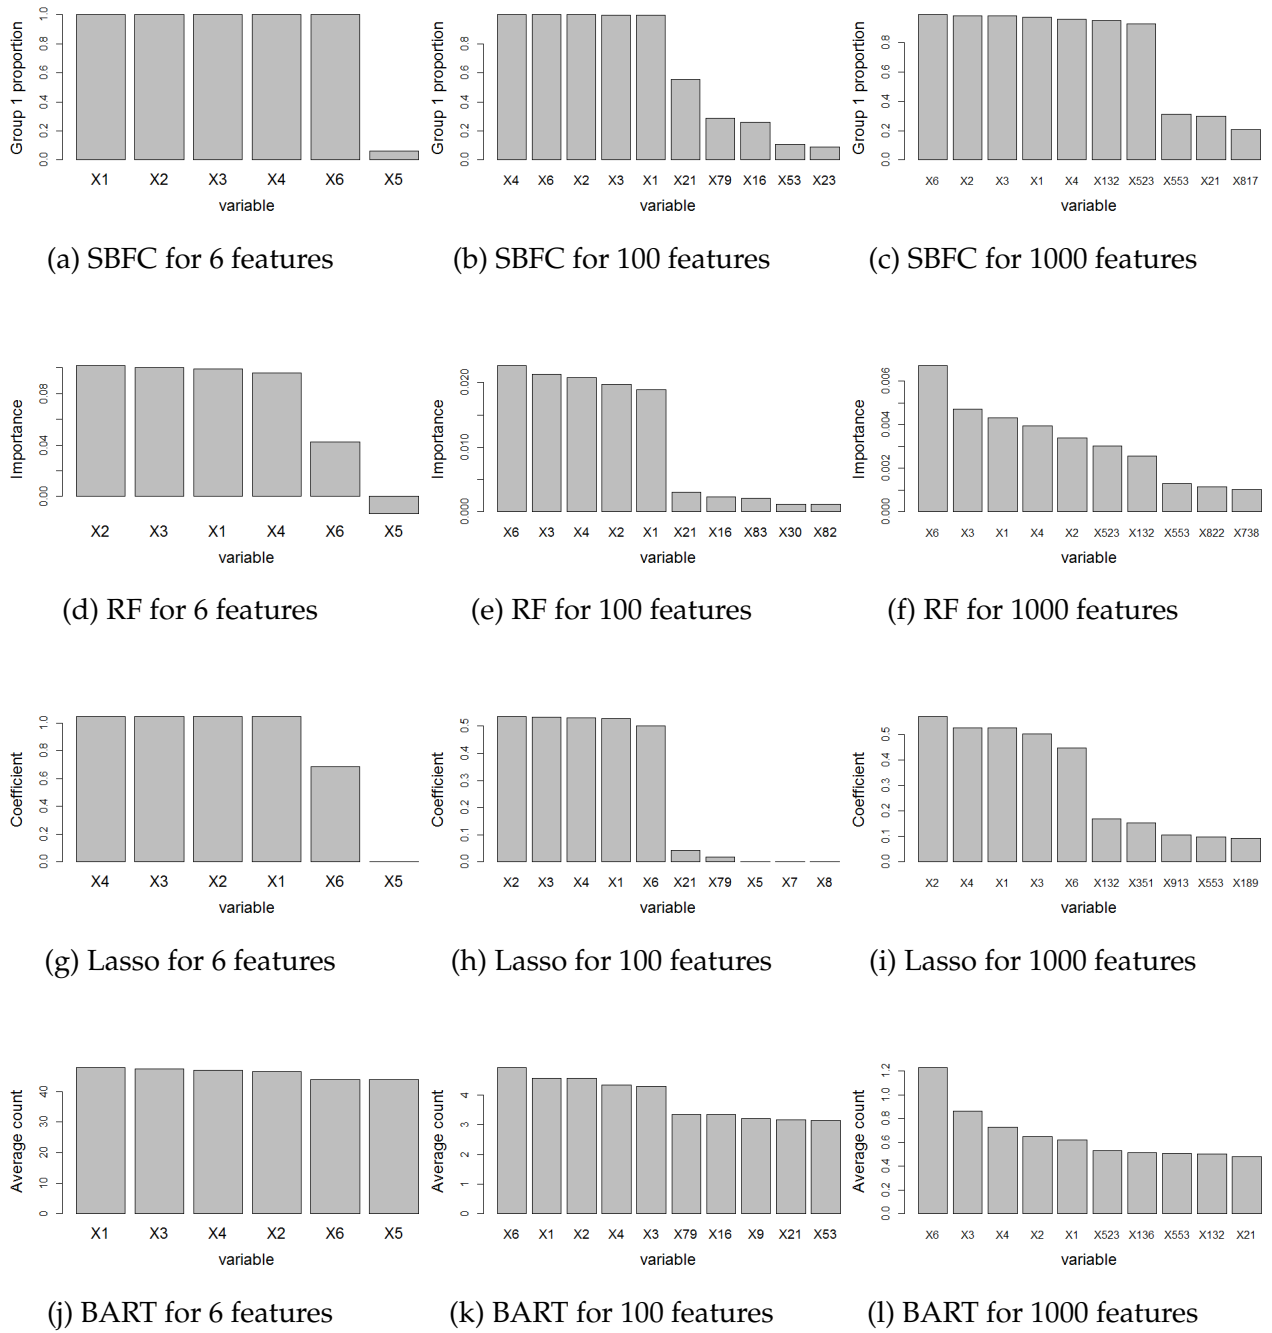 Group 1 proportion
0.0 0.2 0.4 0.6 0.8 1.0
X1 X2 X3 X4 X6 X5
variable
(a) SBFC for 6 features
Group 1 proportion
0.0 0.2 0.4 0.6 0.8 1.0
X4 X6 X2 X3 X1 X21 X79 X16 X53 X23
variable
(b) SBFC for 100 features
Group 1 proportion
0.0 0.2 0.4 0.6 0.8
X6 X2 X3 X1 X4 X132 X523 X553 X21 X817
variable
(c) SBFC for 1000 features
Importance
0.00 0.04 0.08
X2 X3 X1 X4 X6 X5
variable
(d) RF for 6 features
Importance
0.000 0.010 0.020
X6 X3 X4 X2 X1 X21 X16 X83 X30 X82
variable
(e) RF for 100 features
Importance
0.000 0.002 0.004 0.006
X6 X3 X1 X4 X2 X523 X132 X553 X822 X738
variable
(f) RF for 1000 features
Coefficient
0.0 0.2 0.4 0.6 0.8 1.0
X4 X3 X2 X1 X6 X5
variable
(g) Lasso for 6 features
Coefficient
0.0 0.1 0.2 0.3 0.4 0.5
X2 X3 X4 X1 X6 X21 X79 X5 X7 X8
variable
(h) Lasso for 100 features
Coefficient
0.0 0.1 0.2 0.3 0.4 0.5
X2 X4 X1 X3 X6 X132 X351 X913 X553 X189
variable
(i) Lasso for 1000 features
Average count
0 10 20 30 40
X1 X3 X4 X2 X6 X5
variable
(j) BART for 6 features
Average count
0 1 2 3 4
X6 X1 X2 X4 X3 X79 X16 X9 X21 X53
variable
(k) BART for 100 features
Average count
0.0 0.2 0.4 0.6 0.8 1.0 1.2
X6 X3 X4 X2 X1 X523 X136 X553 X132 X21
variable
(l) BART for 1000 features